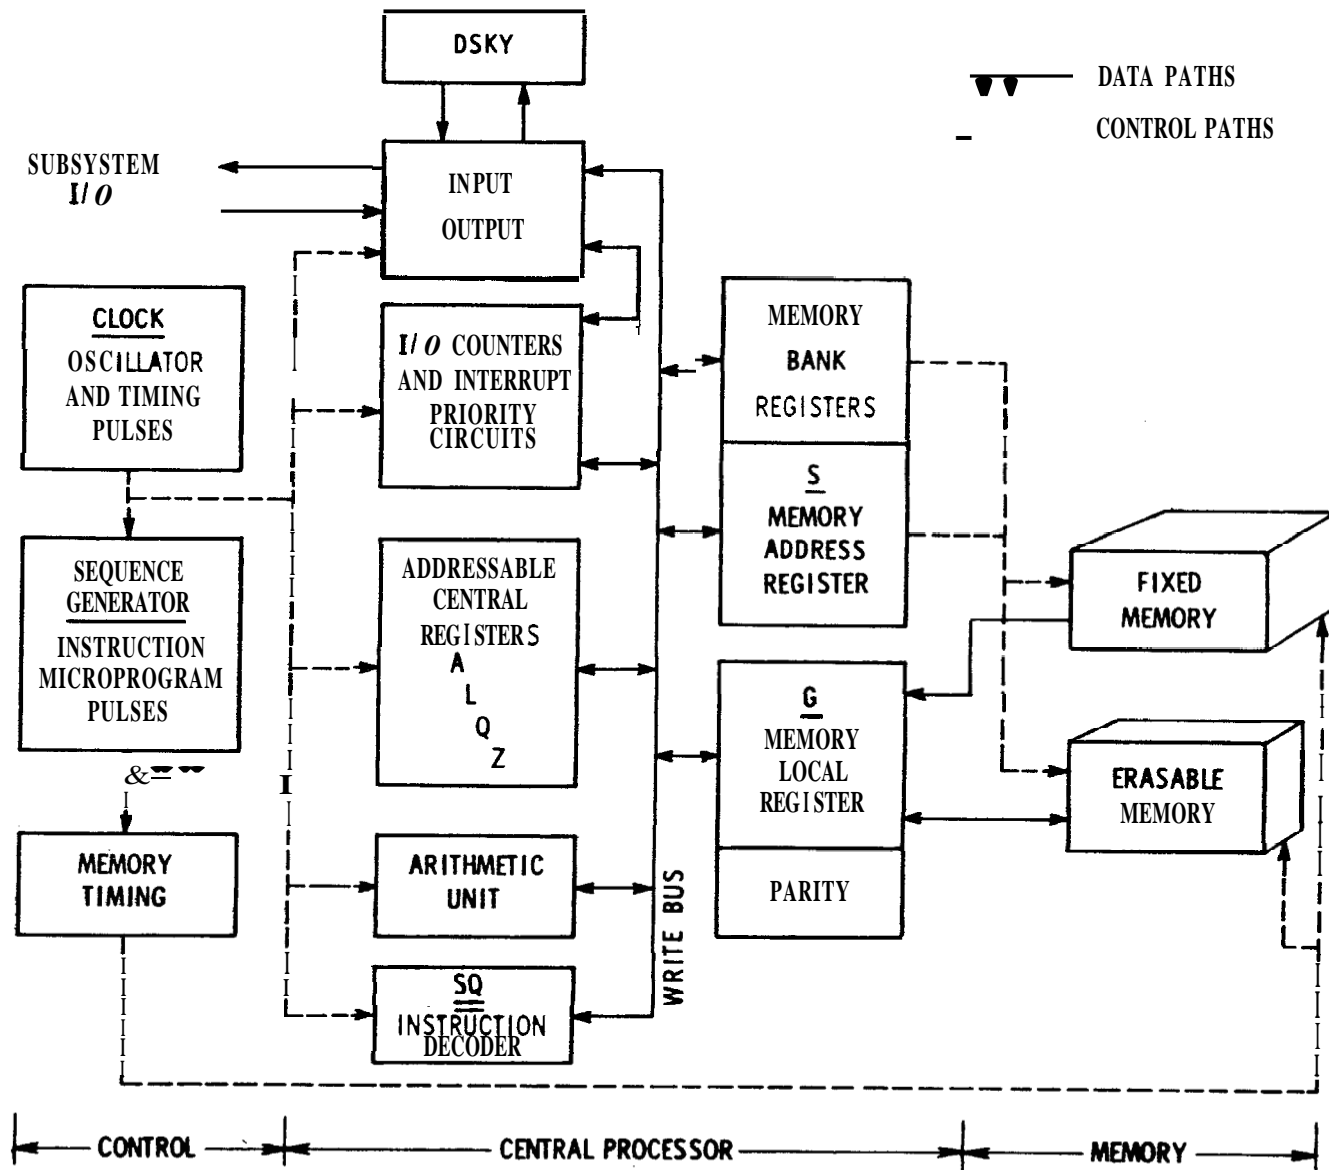 DSKY
DATA PATHS
CONTROL PATHS
SUBSYSTEM
I/O
INPUT
OUTPUT
CLOCK
OSCILLATOR
AND TIMING
PULSES
I/O COUNTERS
AND INTERRUPT
PRIORITY
CIRCUITS
MEMORY
BANK
REGISTERS
S
MEMORY
ADDRESS
REGISTER
SEQUENCE
GENERATOR
INSTRUCTION
MICROPROGRAM
PULSES
ADDRESSABLE
CENTRAL
REGISTERS
A
L
Q
Z
FIXED
MEMORY
G
MEMORY
LOCAL
REGISTER
PARITY
ERASABLE
MEMORY
MEMORY
TIMING
ARITHMETIC
UNIT
WRITE BUS
SQ
INSTRUCTION
DECODER
CONTROL
CENTRAL PROCESSOR
MEMORY